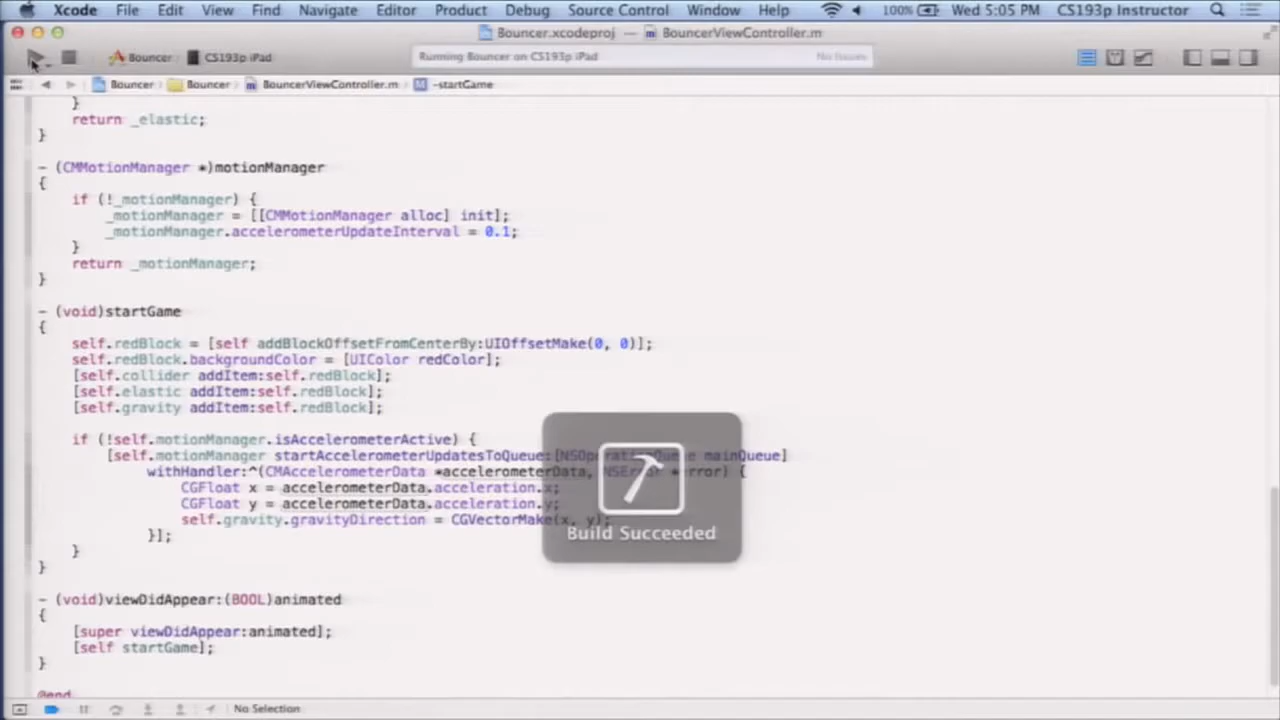 Xcode File Edit View Find Navigate Editor Product Debug Source Control Window Help 100% Wed 5:05 PM CS193p Instructor
Bouncer.xcodeproj — BouncerViewController.m
Bouncer CS193p iPad Running Bouncer on CS193p iPad No Issues
Bouncer Bouncer BouncerViewController.m M -startGame
}
return _elastic;
}
- (CMMotionManager *)motionManager
{
if (!_motionManager) {
_motionManager = [[CMMotionManager alloc] init];
_motionManager.accelerometerUpdateInterval = 0.1;
}
return _motionManager;
}
- (void)startGame
{
self.redBlock = [self addBlockOffsetFromCenterBy:UIOffsetMake(0, 0)];
self.redBlock.backgroundColor = [UIColor redColor];
[self.collider addItem:self.redBlock];
[self.elastic addItem:self.redBlock];
[self.gravity addItem:self.redBlock];
if (!self.motionManager.isAccelerometerActive) {
[self.motionManager startAccelerometerUpdatesToQueue:[NSOperationQueue mainQueue]
withHandler:^(CMAccelerometerData *accelerometerData, NSError *error) {
CGFloat x = accelerometerData.acceleration.x;
CGFloat y = accelerometerData.acceleration.y;
self.gravity.gravityDirection = CGVectorMake(x, y);
}];
}
}
Build Succeeded
- (void)viewDidAppear:(BOOL)animated
{
[super viewDidAppear:animated];
[self startGame];
}
@end
No Selection